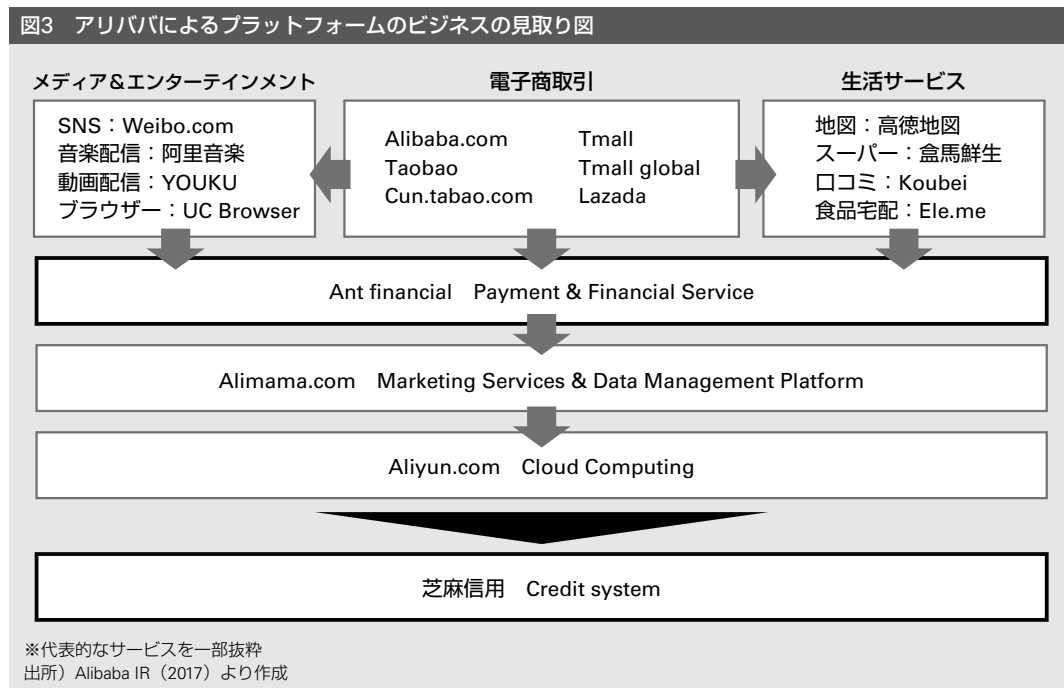 図3　アリババによるプラットフォームのビジネスの見取り図
メディア＆エンターテインメント
SNS：Weibo.com
音楽配信：阿里音楽
動画配信：YOUKU
ブラウザー：UC Browser
電子商取引
Alibaba.com　Tmall
Taobao　Tmall global
Cun.tabao.com　Lazada
生活サービス
地図：高徳地図
スーパー：盒馬鮮生
口コミ：Koubei
食品宅配：Ele.me
Ant financial　Payment & Financial Service
Alimama.com　Marketing Services & Data Management Platform
Aliyun.com　Cloud Computing
芝麻信用　Credit system
※代表的なサービスを一部抜粋
出所）Alibaba IR（2017）より作成